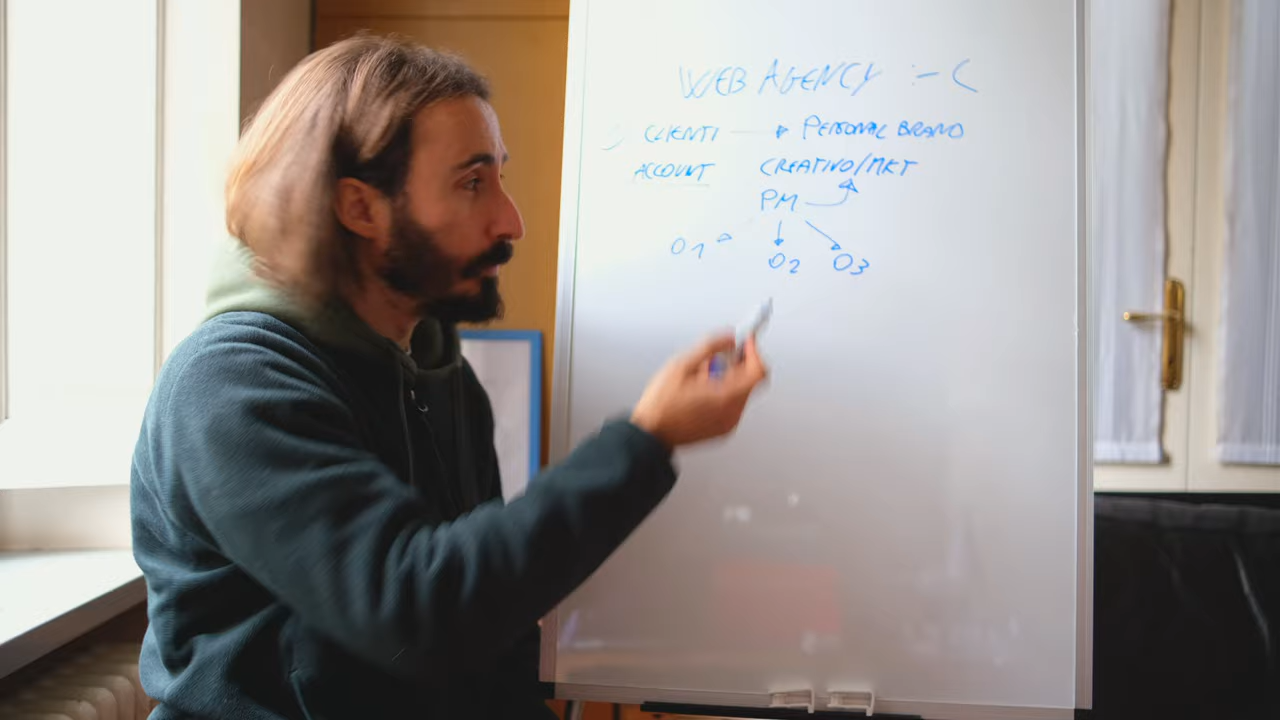 WEB AGENCY :-(
CLIENTI → PERSONAL BRAND
ACCOUNT CREATIVO/MKT
PM
O1 O2 O3